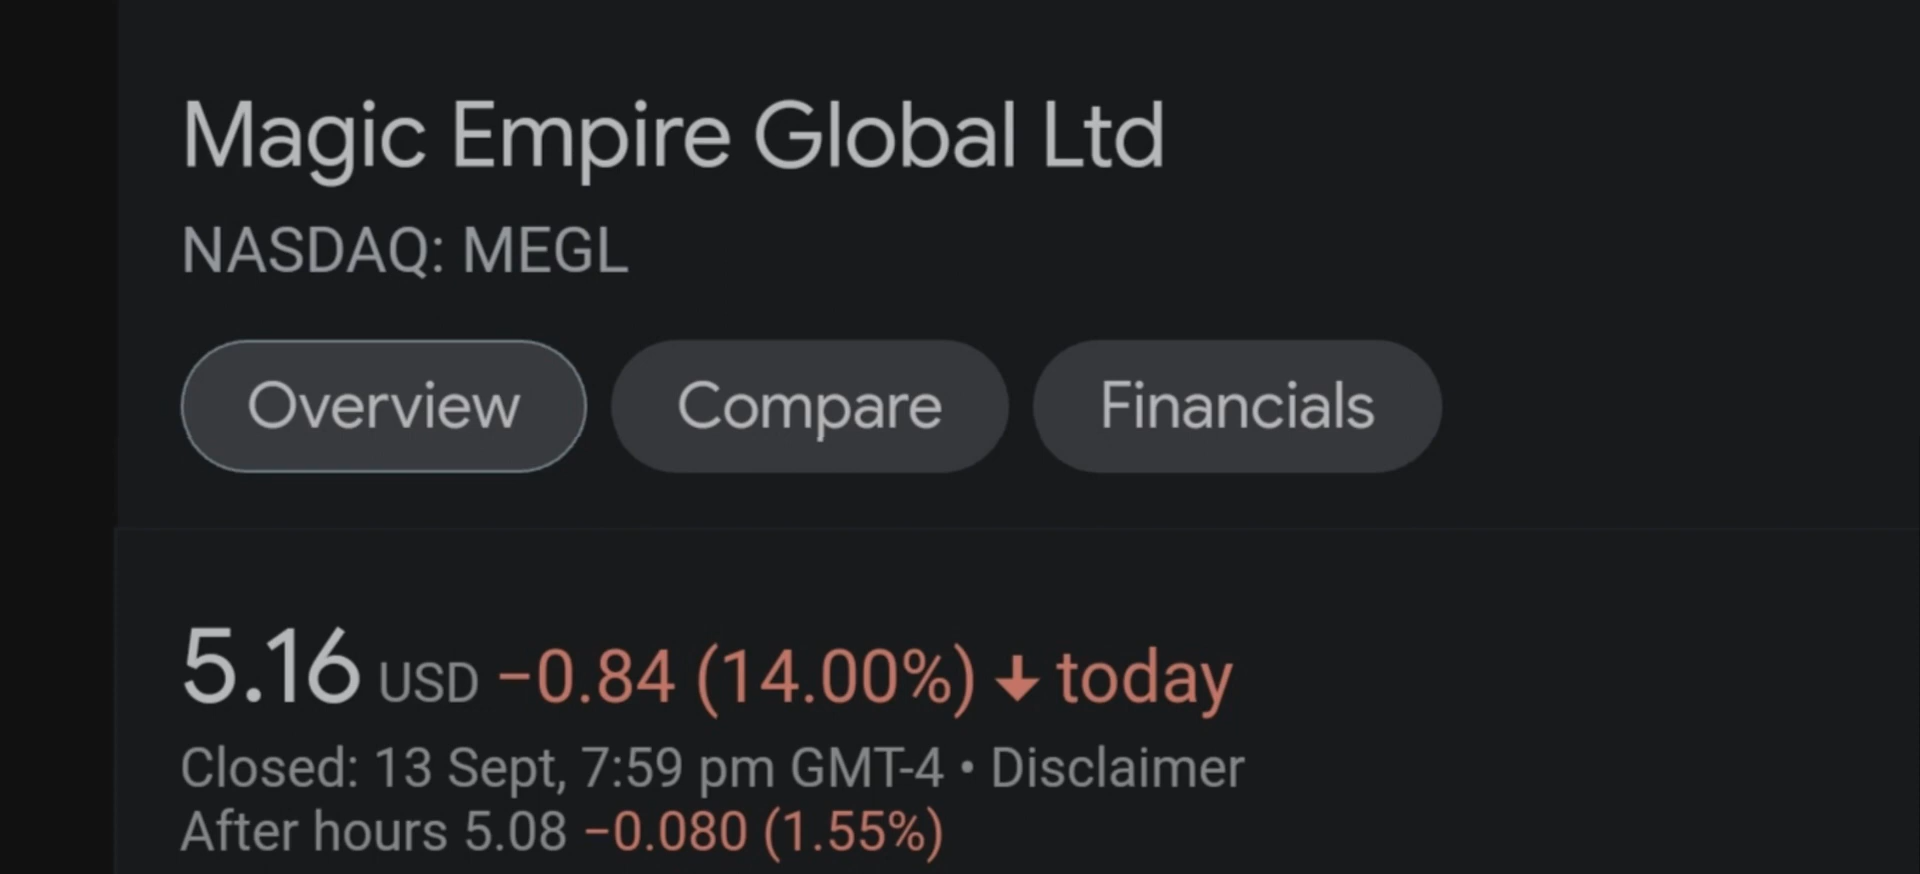 Magic Empire Global Ltd
NASDAQ: MEGL
Overview Compare Financials
5.16 USD −0.84 (14.00%) ↓ today
Closed: 13 Sept, 7:59 pm GMT-4 • Disclaimer
After hours 5.08 −0.080 (1.55%)